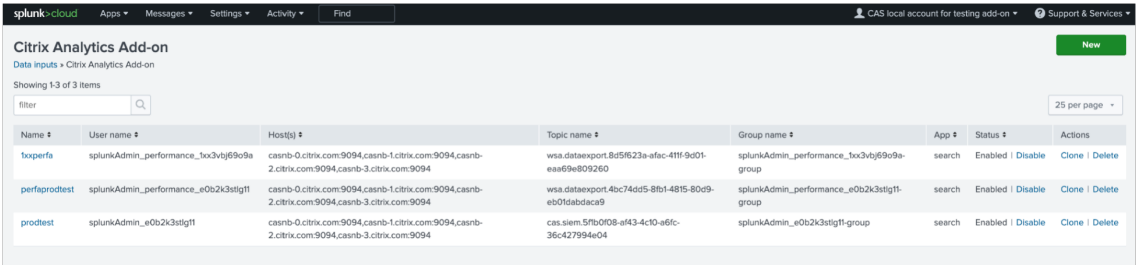 splunk>cloud Apps Messages Settings Activity Find CAS local account for testing add-on Support & Services
Citrix Analytics Add-on
New
Data inputs » Citrix Analytics Add-on
Showing 1-3 of 3 items
filter
25 per page
Name User name Host(s) Topic name Group name App Status Actions
1xxperfa splunkAdmin_performance_1xx3vbj69o9a casnb-0.citrix.com:9094,casnb-1.citrix.com:9094,casnb- wsa.dataexport.8d5f623a-afac-411f-9d01- splunkAdmin_performance_1xx3vbj69o9a- search Enabled | Disable Clone | Delete
2.citrix.com:9094,casnb-3.citrix.com:9094 eaa69e809260 group
perfaprodtest splunkAdmin_performance_e0b2k3stlg11 casnb-0.citrix.com:9094,casnb-1.citrix.com:9094,casnb- wsa.dataexport.4bc74dd5-8fb1-4815-80d9- splunkAdmin_performance_e0b2k3stlg11- search Enabled | Disable Clone | Delete
2.citrix.com:9094,casnb-3.citrix.com:9094 eb01dabdaca9 group
prodtest splunkAdmin_e0b2k3stlg11 casnb-0.citrix.com:9094,casnb-1.citrix.com:9094,casnb- cas.siem.5f1b0f08-af43-4c10-a6fc- splunkAdmin_e0b2k3stlg11-group search Enabled | Disable Clone | Delete
2.citrix.com:9094,casnb-3.citrix.com:9094 36c427994e04